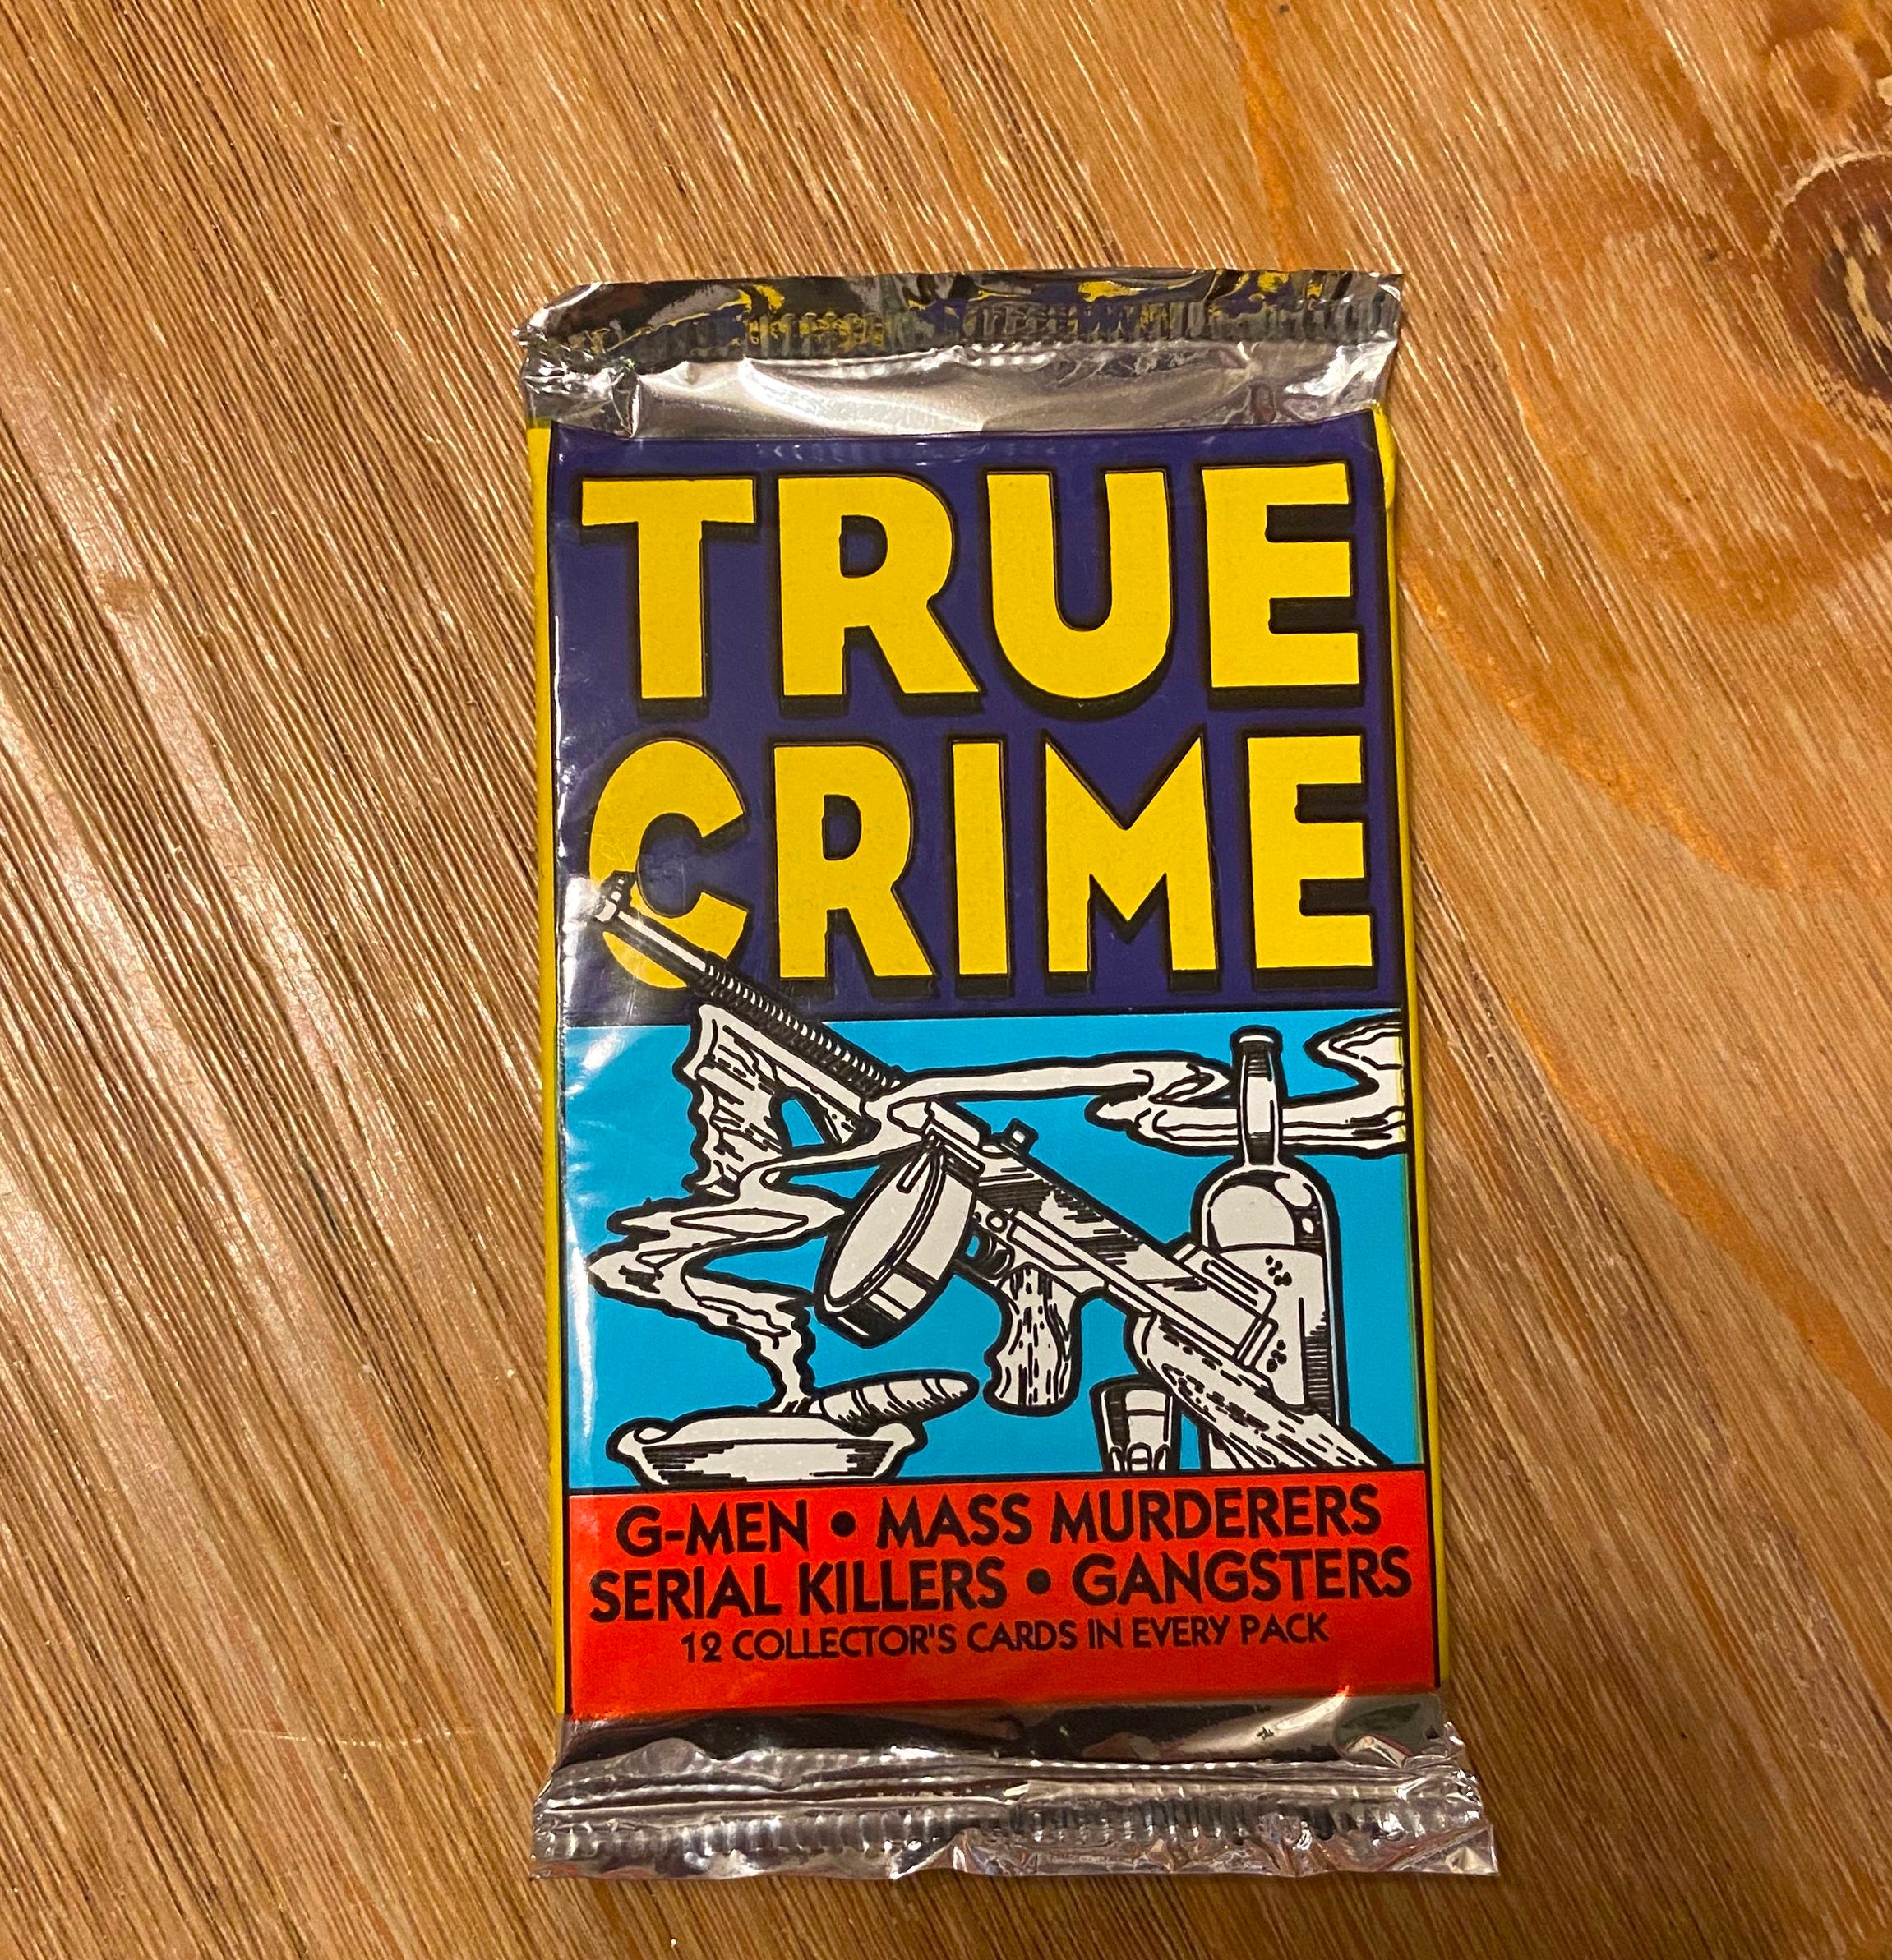 TRUE
CRIME
G-MEN • MASS MURDERERS
SERIAL KILLERS • GANGSTERS
12 COLLECTOR'S CARDS IN EVERY PACK